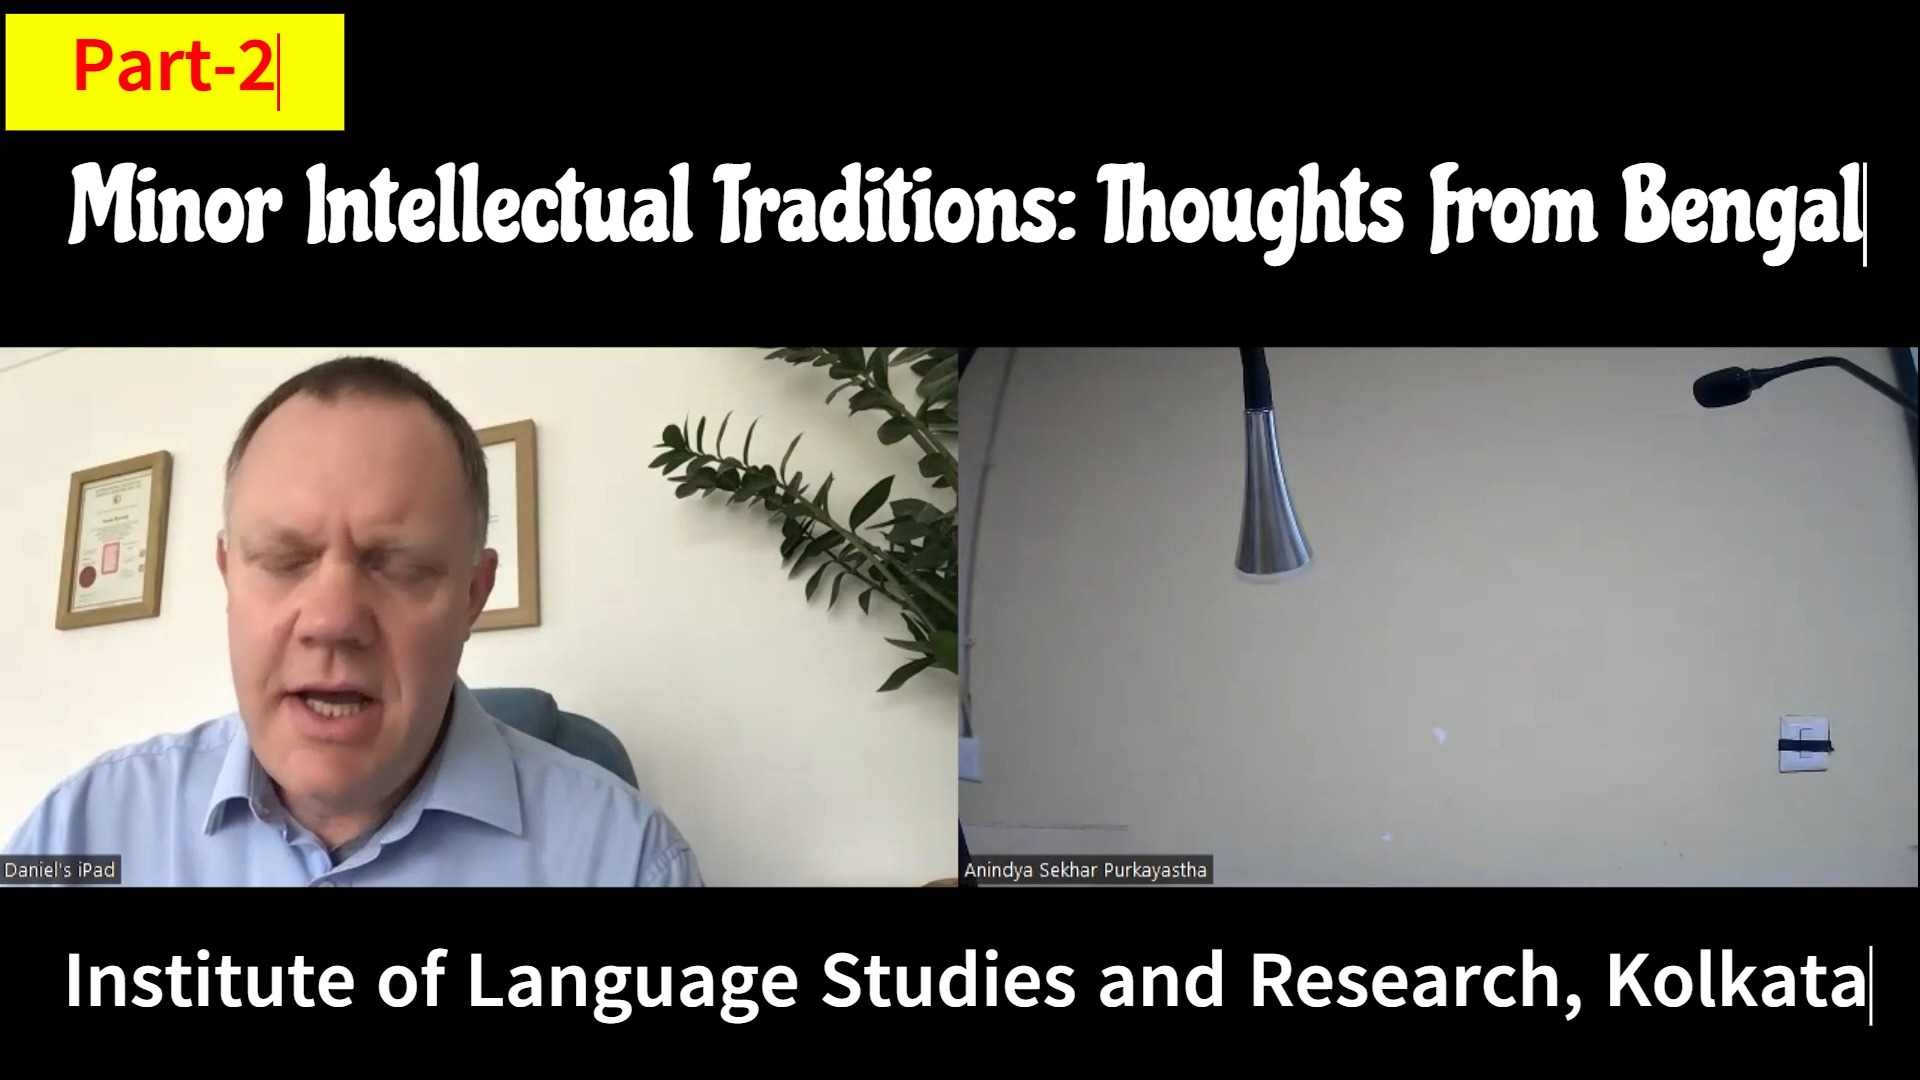 Part-2
Minor Intellectual Traditions: Thoughts from Bengal
Daniel's iPad
Anindya Sekhar Purkayastha
Institute of Language Studies and Research, Kolkata